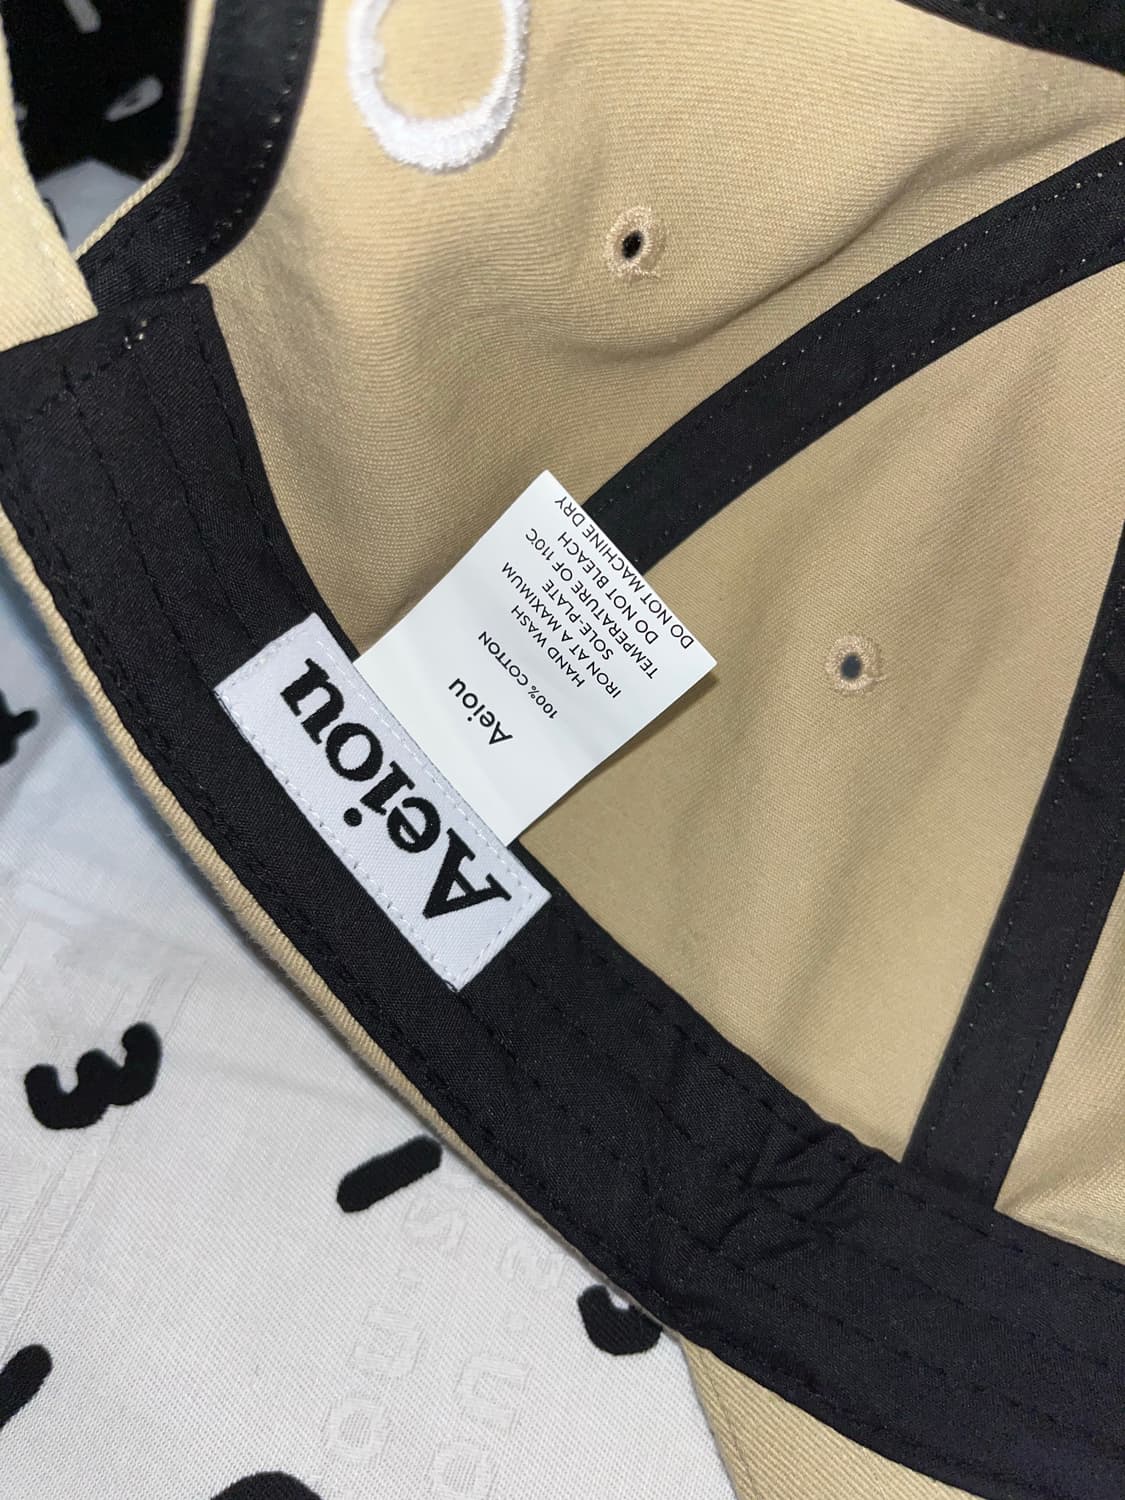 Aeiou
Aeiou
100% COTTON
HAND WASH
IRON AT A MAXIMUM
SOLE-PLATE
TEMPERATURE OF 110°C
DO NOT BLEACH
DO NOT MACHINE DRY